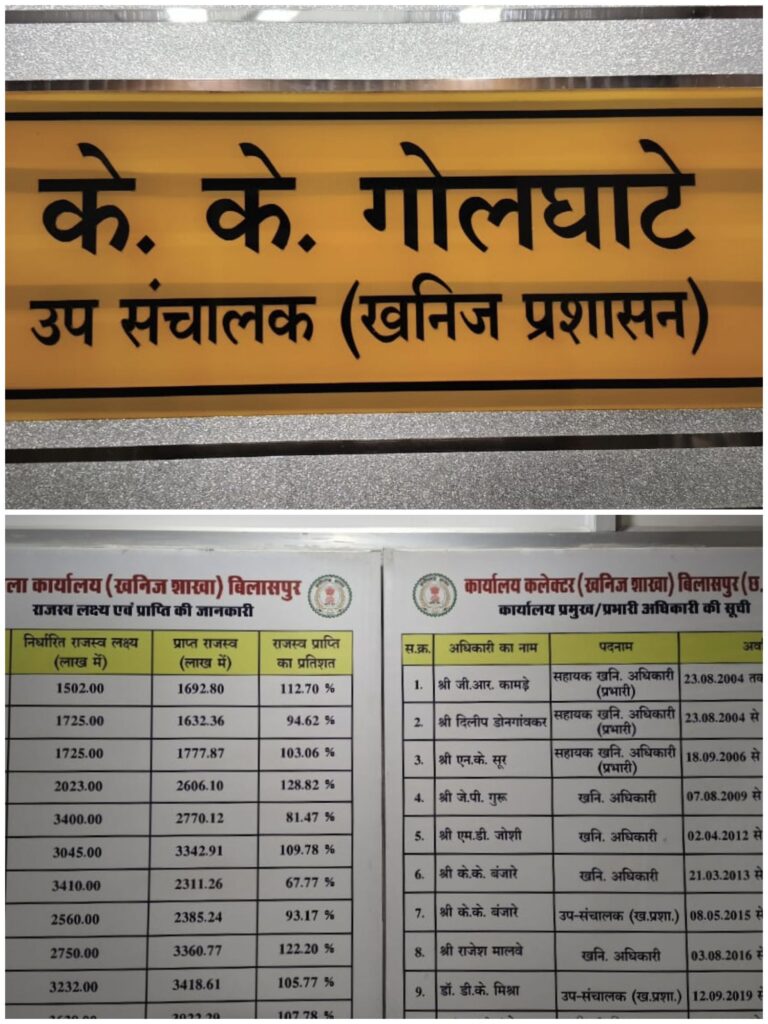 के. के. गोलघाटे
उप संचालक (खनिज प्रशासन)
ला कार्यालय (खनिज शाखा) बिलासपुर
राजस्व लक्ष्य एवं प्राप्ति की जानकारी
निर्धारित राजस्व लक्ष्य (लाख में) प्राप्त राजस्व (लाख में) राजस्व प्राप्ति का प्रतिशत
1502.00 1692.80 112.70 %
1725.00 1632.36 94.62 %
1725.00 1777.87 103.06 %
2023.00 2606.10 128.82 %
3400.00 2770.12 81.47 %
3045.00 3342.91 109.78 %
3410.00 2311.26 67.77 %
2560.00 2385.24 93.17 %
2750.00 3360.77 122.20 %
3232.00 3418.61 105.77 %
107.78 %
कार्यालय कलेक्टर (खनिज शाखा) बिलासपुर (छ.
कार्यालय प्रमुख/प्रभारी अधिकारी की सूची
स.क्र. अधिकारी का नाम पदनाम अवा
1. श्री जी.आर. कामड़े सहायक खनि. अधिकारी (प्रभारी) 23.08.2004 तक
2. श्री दिलीप डोनगांवकर सहायक खनि. अधिकारी (प्रभारी) 23.08.2004 से
3. श्री एन.के. सूर सहायक खनि. अधिकारी (प्रभारी) 18.09.2006 से
4. श्री जे.पी. गुरू खनि. अधिकारी 07.08.2009 से
5. श्री एम.डी. जोशी खनि. अधिकारी 02.04.2012 से
6. श्री के.के. बंजारे खनि. अधिकारी 21.03.2013 से
7. श्री के.के. बंजारे उप-संचालक (ख.प्रशा.) 08.05.2015 से
8. श्री राजेश मालवे खनि. अधिकारी 03.08.2016 से
9. डॉ. डी.के. मिश्रा उप-संचालक (ख.प्रशा.) 12.09.2019 से